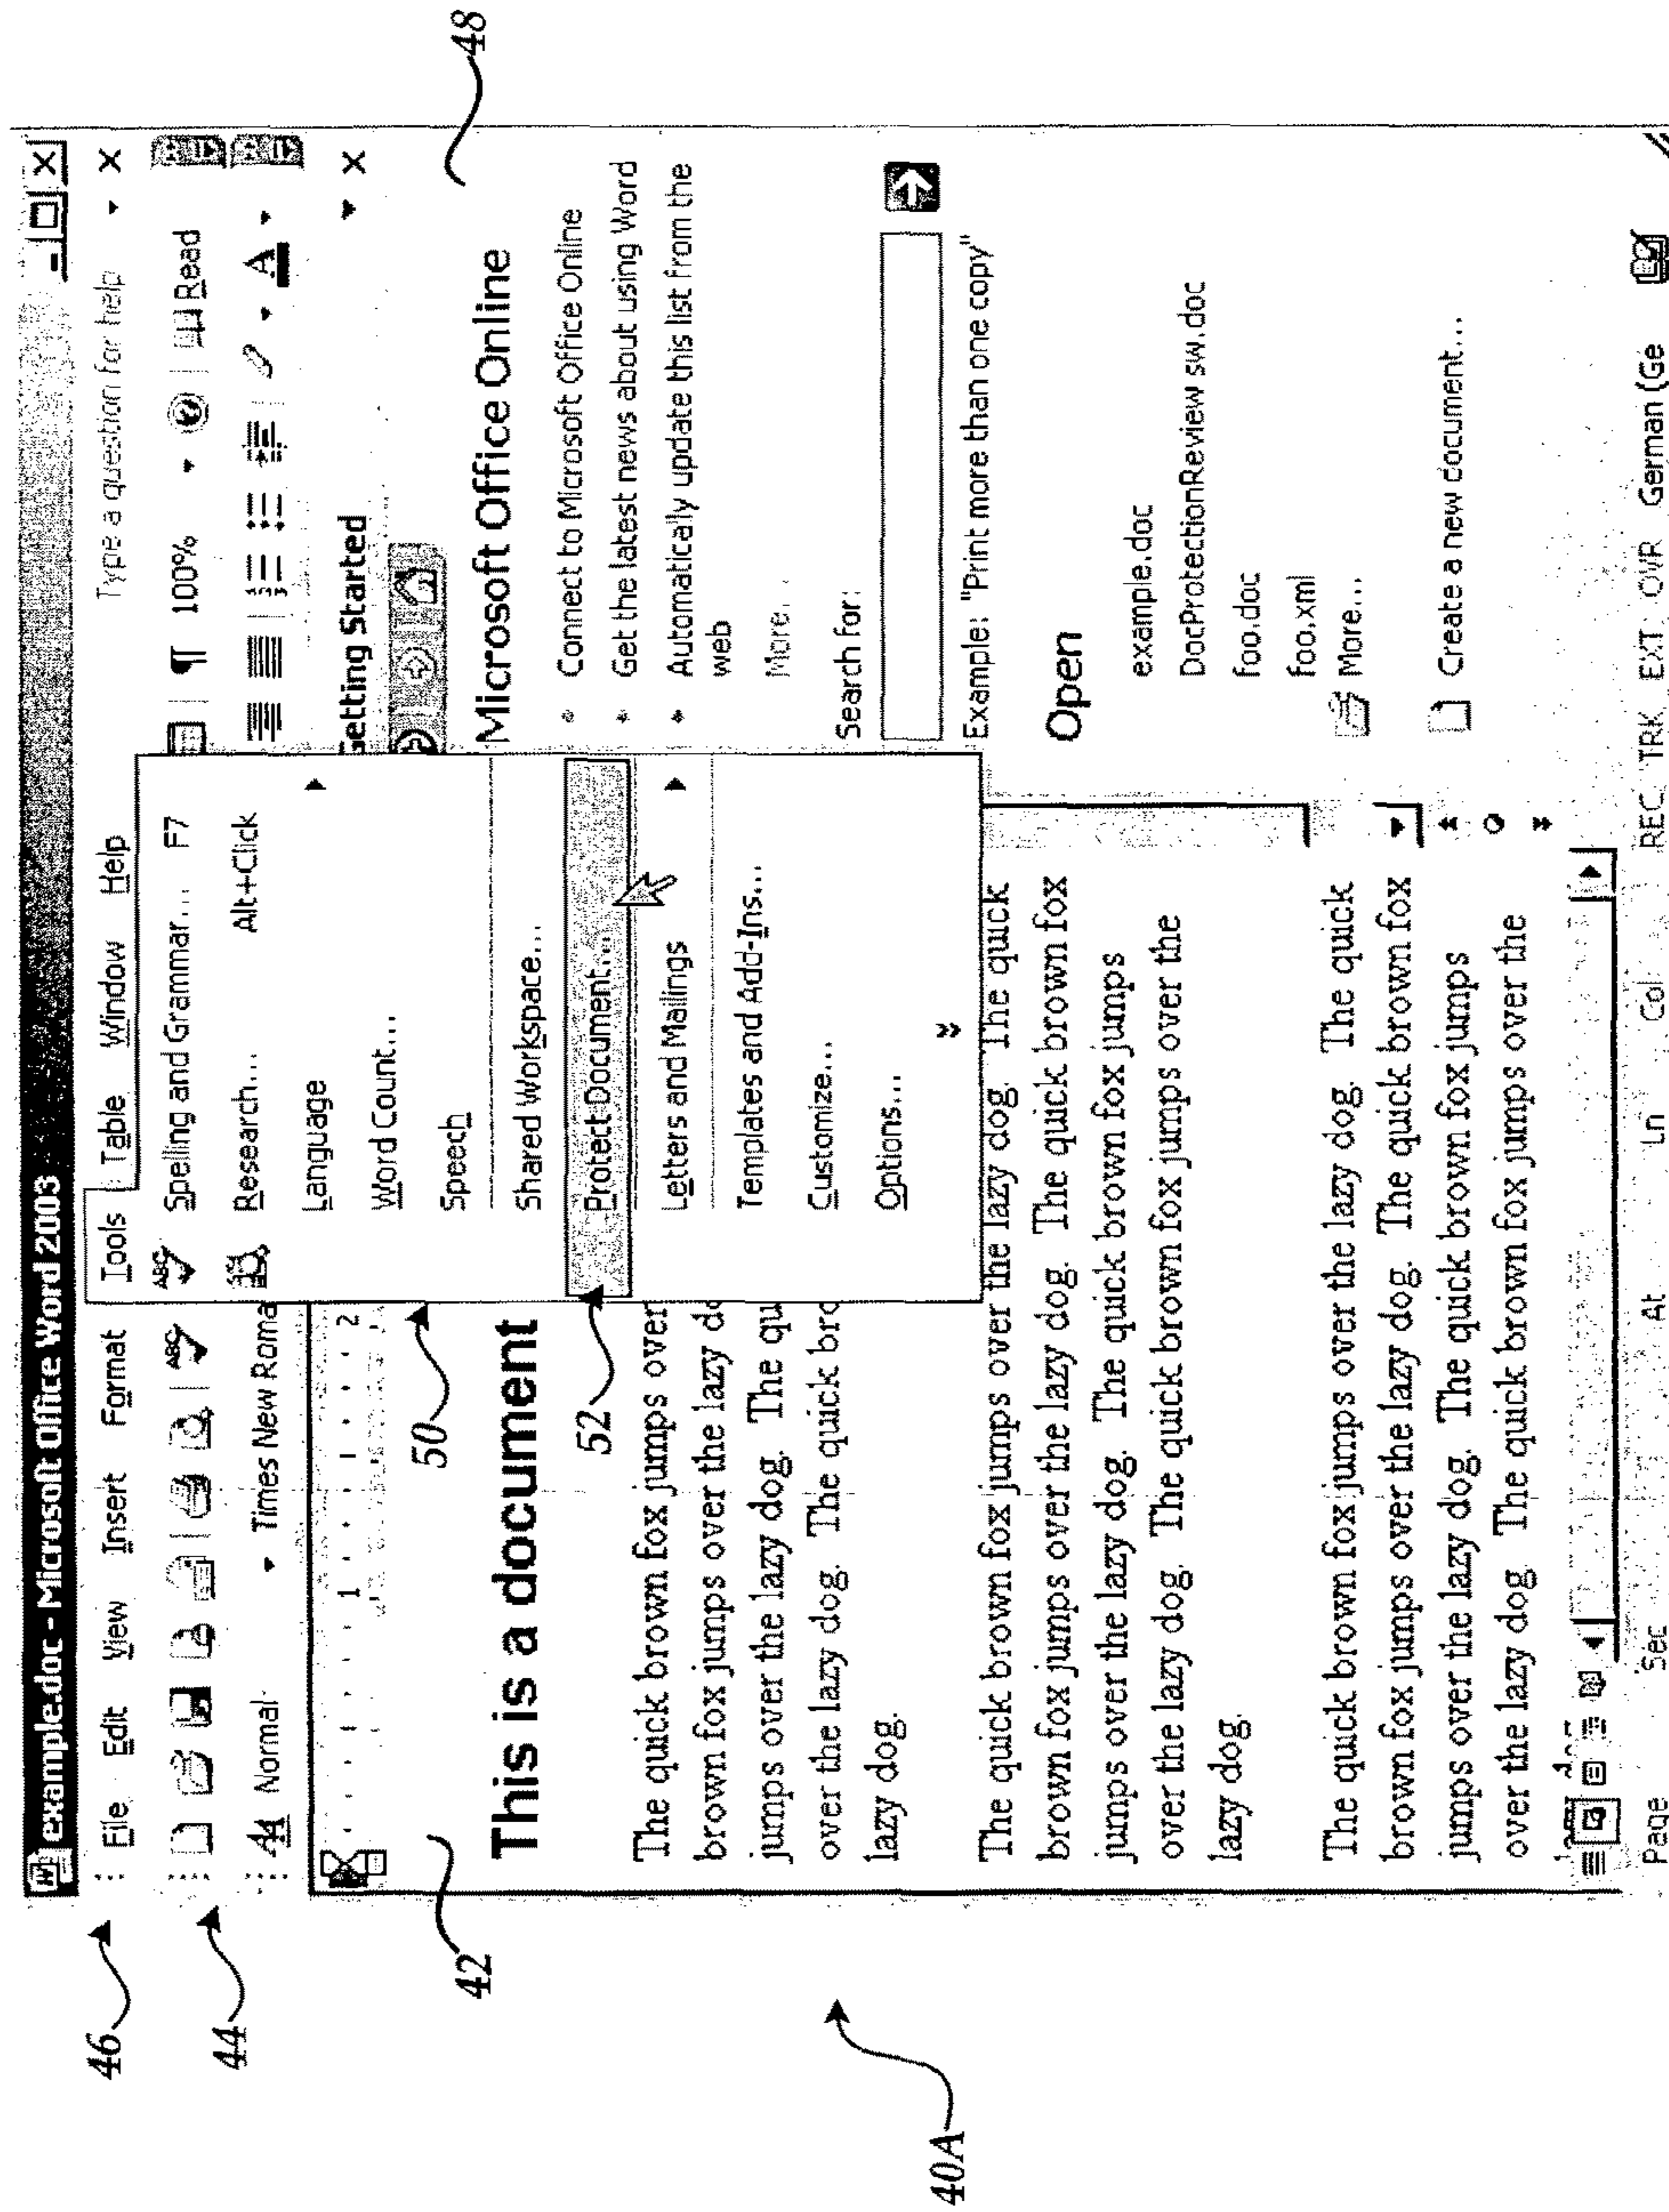 example.doc - Microsoft Office Word 2003
File Edit View Insert Format Tools Table Window Help Type a question for help
100% Read
Normal Times New Roma
Getting Started
Microsoft Office Online
Connect to Microsoft Office Online
Get the latest news about using Word
Automatically update this list from the
web
More...
Search for:
Example: "Print more than one copy"
Open
example.doc
DocProtectionReview sw.doc
foo.doc
foo.xml
More...
Create a new document...
Spelling and Grammar... F7
Research... Alt+Click
Language
Word Count...
Speech
Shared Workspace...
Protect Document...
Letters and Mailings
Templates and Add-Ins...
Customize...
Options...
1 2
This is a document
The quick brown fox jumps over
brown fox jumps over the lazy do
jumps over the lazy dog. The qu
over the lazy dog. The quick bro
lazy dog.
The quick brown fox jumps over the lazy dog. The quick
brown fox jumps over the lazy dog. The quick brown fox
jumps over the lazy dog. The quick brown fox jumps
over the lazy dog. The quick brown fox jumps over the
lazy dog.
The quick brown fox jumps over the lazy dog. The quick
brown fox jumps over the lazy dog. The quick brown fox
jumps over the lazy dog. The quick brown fox jumps
over the lazy dog. The quick brown fox jumps over the
Page Sec At Ln Col REC TRK EXT OVR German (Ge
46
44
42
40A
48
50
52